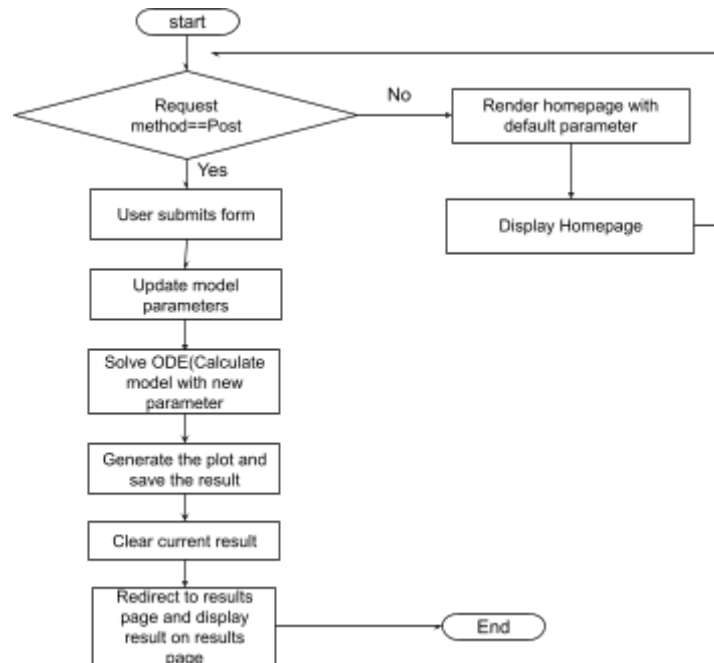 start
Request
method==Post
No
Render homepage with
default parameter
Yes
User submits form
Display Homepage
Update model
parameters
Solve ODE(Calculate
model with new
parameter
Generate the plot and
save the result
Clear current result
Redirect to results
page and display
result on results
page
End